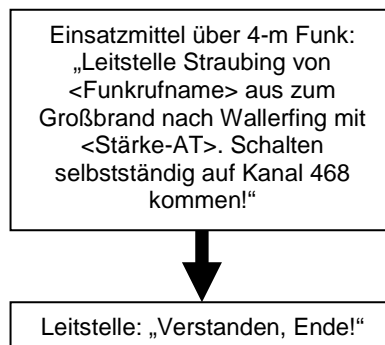 Einsatzmittel über 4-m Funk:
„Leitstelle Straubing von
<Funkrufname> aus zum
Großbrand nach Wallerfing mit
<Stärke-AT>. Schalten
selbstständig auf Kanal 468
kommen!“
Leitstelle: „Verstanden, Ende!“